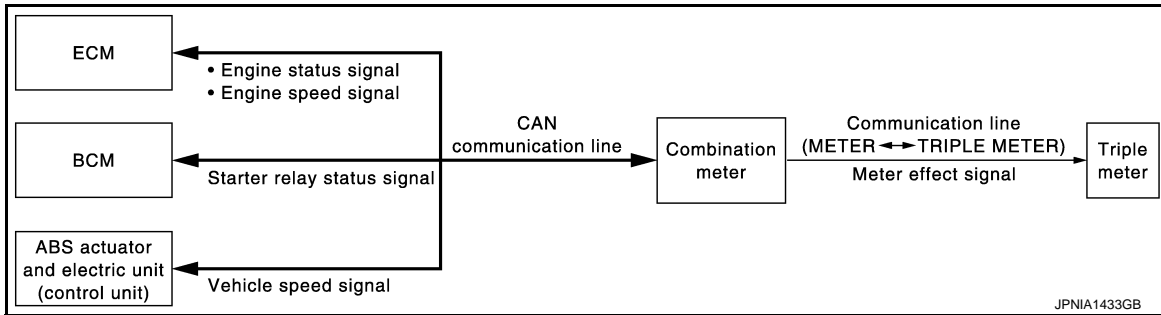 ECM
• Engine status signal
• Engine speed signal
BCM
Starter relay status signal
ABS actuator
and electric unit
(control unit)
Vehicle speed signal
CAN
communication line
Combination
meter
Communication line
(METER ◄─► TRIPLE METER)
Meter effect signal
Triple
meter
JPNIA1433GB